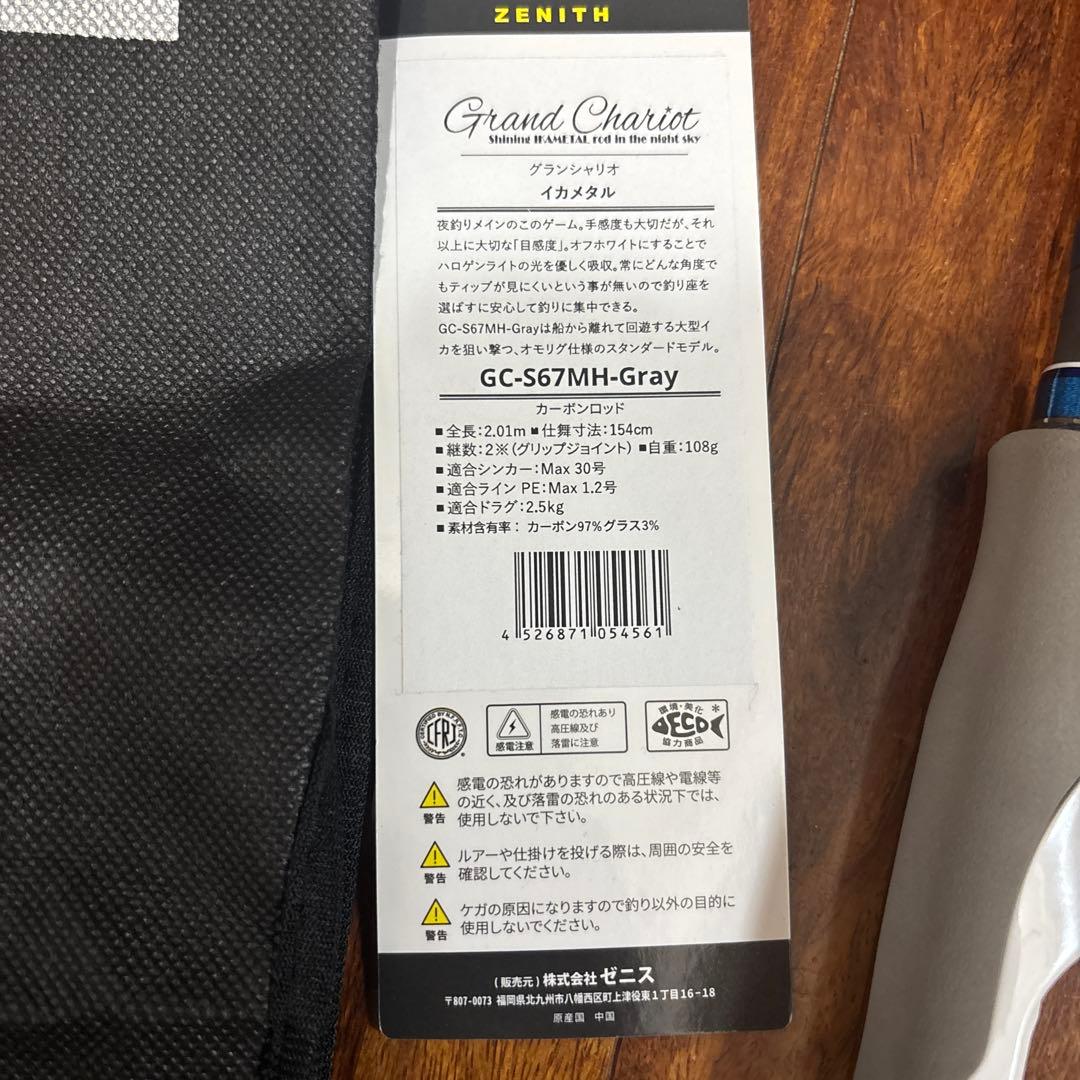 ZENITH
Grand Chariot
Shining IKAMETAL rod in the night sky
グランシャリオ
イカメタル
夜釣りメインのこのゲーム。手感度も大切だが、それ
以上に大切な「目感度」。オフホワイトにすることで
ハロゲンライトの光を優しく吸収。常にどんな角度で
もティップが見にくいという事が無いので釣り座を
選ばすに安心して釣りに集中できる。
GC-S67MH-Grayは船から離れて回遊する大型イ
カを狙い撃つ、オモリグ仕様のスタンダードモデル。
GC-S67MH-Gray
カーボンロッド
■全長:2.01m ■仕舞寸法:154cm
■継数:2※(グリップジョイント) ■自重:108g
■適合シンカー:Max 30号
■適合ライン PE:Max 1.2号
■適合ドラグ:2.5kg
■素材含有率: カーボン97%グラス3%
4 526871 054561
CFRJ
感電注意
感電の恐れあり
高圧線及び
落雷に注意
環境・美化
ECO
協力商品
警告
感電の恐れがありますので高圧線や電線等
の近く、及び落雷の恐れのある状況下では、
使用しないで下さい。
警告
ルアーや仕掛けを投げる際は、周囲の安全を
確認してください。
警告
ケガの原因になりますので釣り以外の目的に
使用しないでください。
(販売元)株式会社ゼニス
〒807-0073 福岡県北九州市八幡西区町上津役東1丁目16-18
原産国 中国